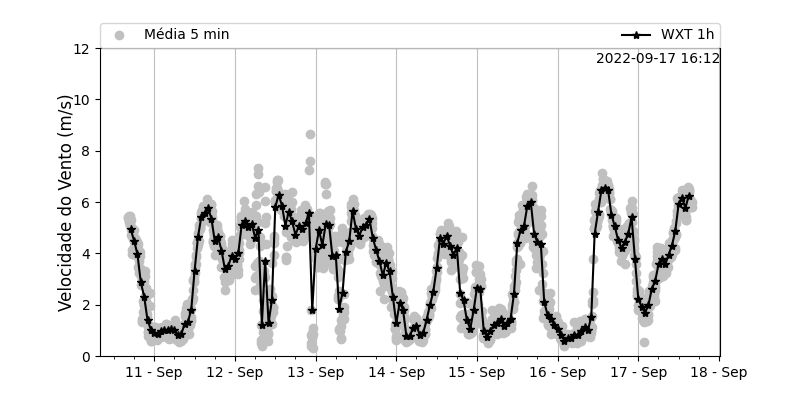 Média 5 min
WXT 1h
2022-09-17 16:12
Velocidade do Vento (m/s)
12
10
8
6
4
2
0
11 - Sep
12 - Sep
13 - Sep
14 - Sep
15 - Sep
16 - Sep
17 - Sep
18 - Sep